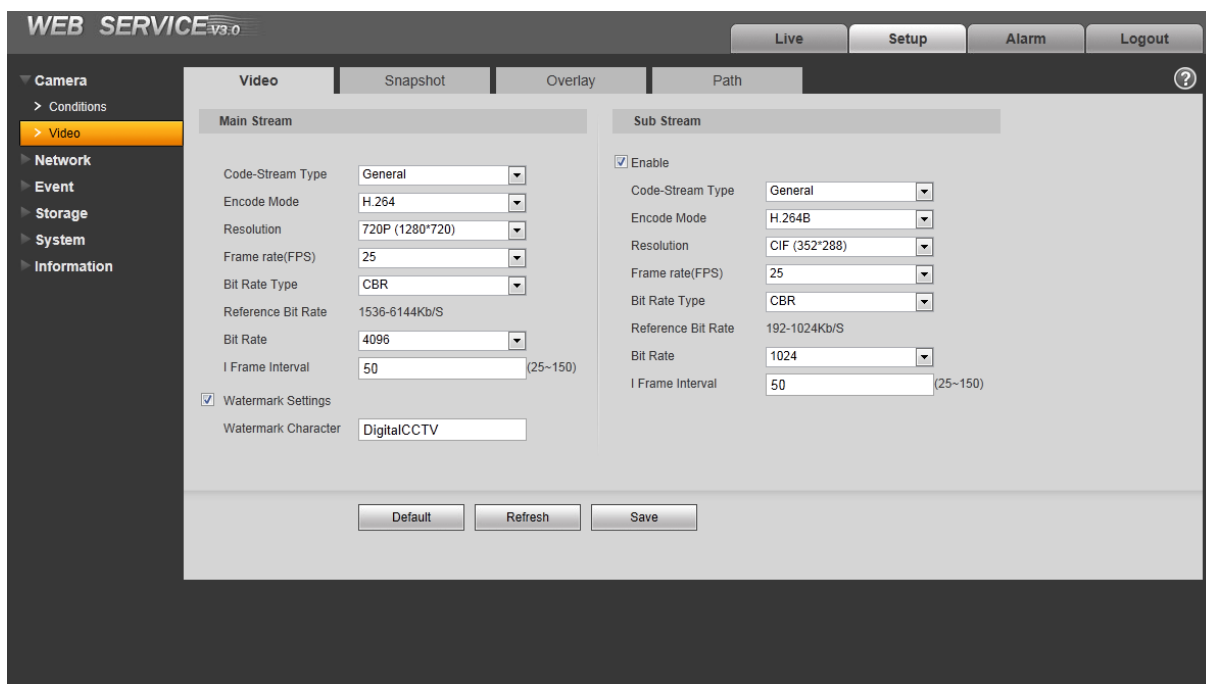 WEB SERVICE V3.0
Live Setup Alarm Logout
Camera
> Conditions
> Video
Network
Event
Storage
System
Information
Video Snapshot Overlay Path
?
Main Stream
Code-Stream Type General
Encode Mode H.264
Resolution 720P (1280*720)
Frame rate(FPS) 25
Bit Rate Type CBR
Reference Bit Rate 1536-6144Kb/S
Bit Rate 4096
I Frame Interval 50 (25~150)
Watermark Settings
Watermark Character DigitalCCTV
Sub Stream
Enable
Code-Stream Type General
Encode Mode H.264B
Resolution CIF (352*288)
Frame rate(FPS) 25
Bit Rate Type CBR
Reference Bit Rate 192-1024Kb/S
Bit Rate 1024
I Frame Interval 50 (25~150)
Default Refresh Save